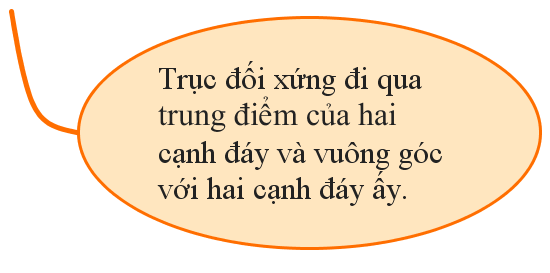 Trục đối xứng đi qua
trung điểm của hai
cạnh đáy và vuông góc
với hai cạnh đáy ấy.